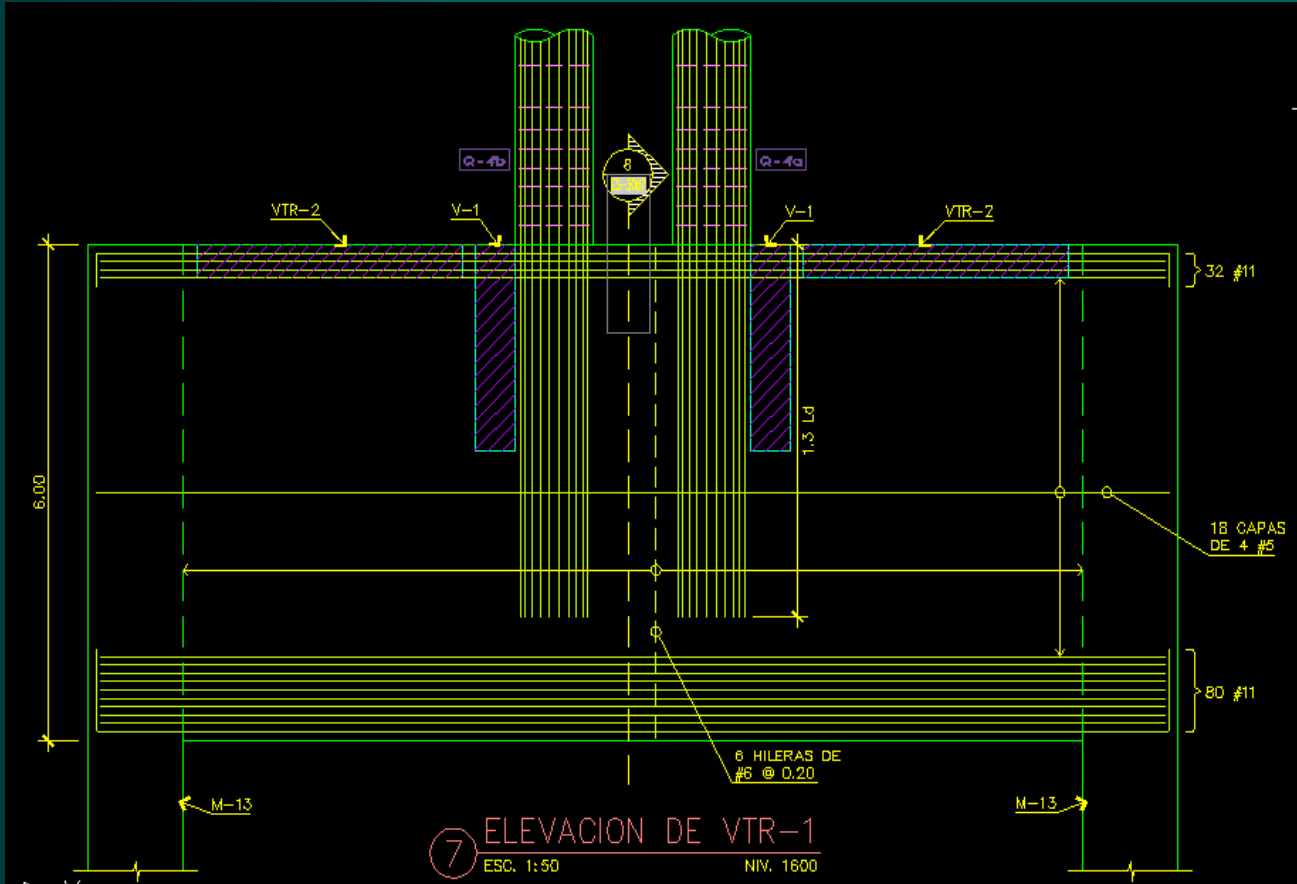 Q-4b
8
Q-4a
VTR-2
V-1
V-1
VTR-2
32 #11
1.3 Ld
6.00
18 CAPAS
DE 4 #5
80 #11
6 HILERAS DE
#6 @ 0.20
M-13
M-13
7
ELEVACION DE VTR-1
ESC. 1:50
NIV. 1600